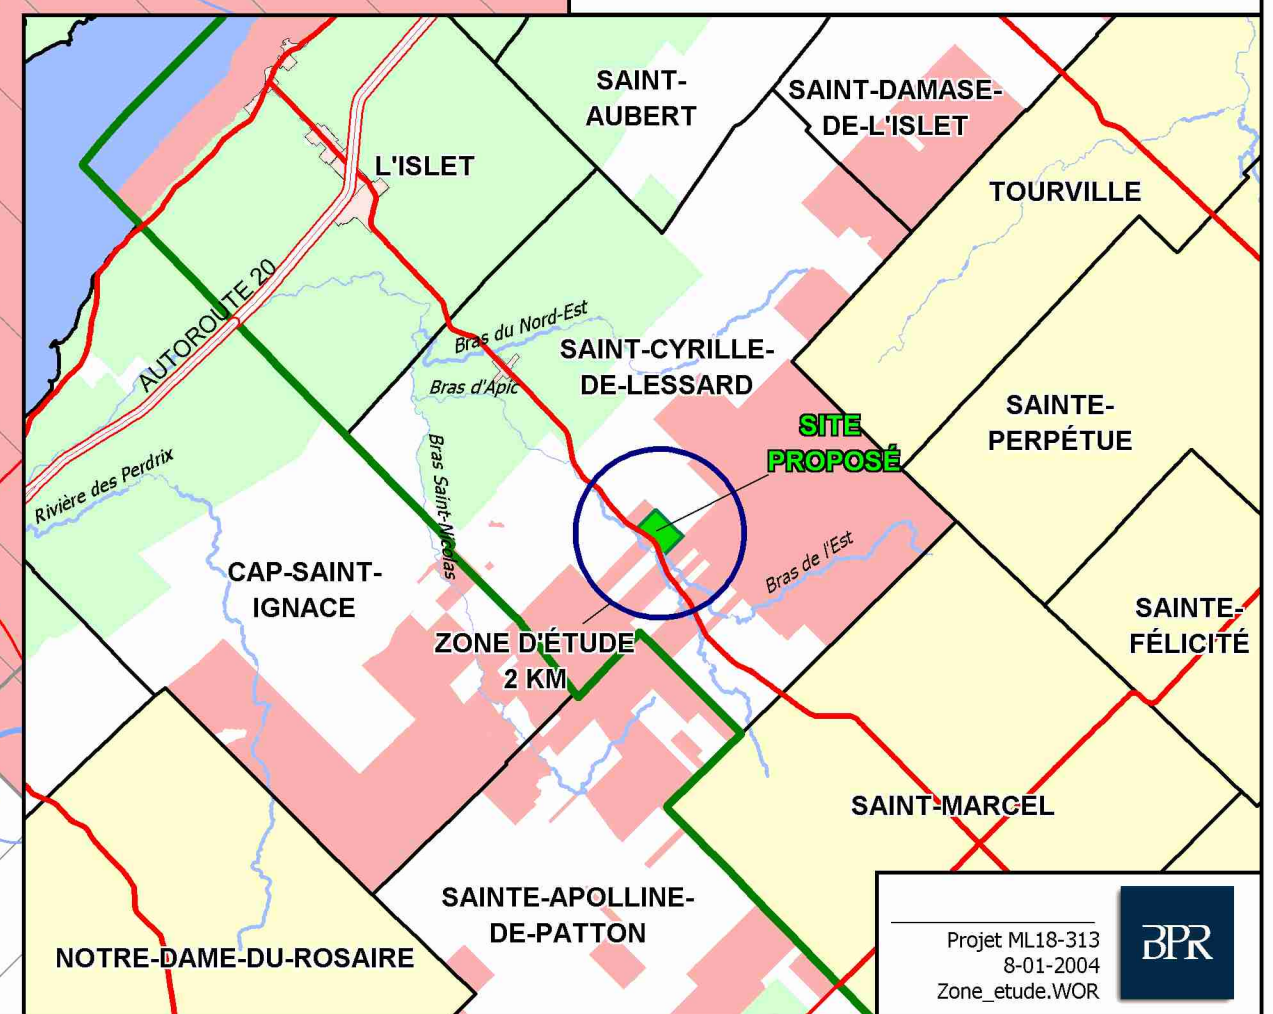 SAINT-
AUBERT
SAINT-DAMASE-
DE-L'ISLET
L'ISLET
TOURVILLE
AUTOROUTE 20
Bras du Nord-Est
SAINT-CYRILLE-
DE-LESSARD
Bras d'Apic
SAINTE-
PERPÉTUE
SITE
PROPOSÉ
Rivière des Perdrix
Bras Saint-Nicolas
Bras de l'Est
CAP-SAINT-
IGNACE
SAINTE-
FÉLICITÉ
ZONE D'ÉTUDE
2 KM
SAINT-MARCEL
SAINTE-APOLLINE-
DE-PATTON
NOTRE-DAME-DU-ROSAIRE
Projet ML18-313
8-01-2004
Zone_etude.WOR
BPR